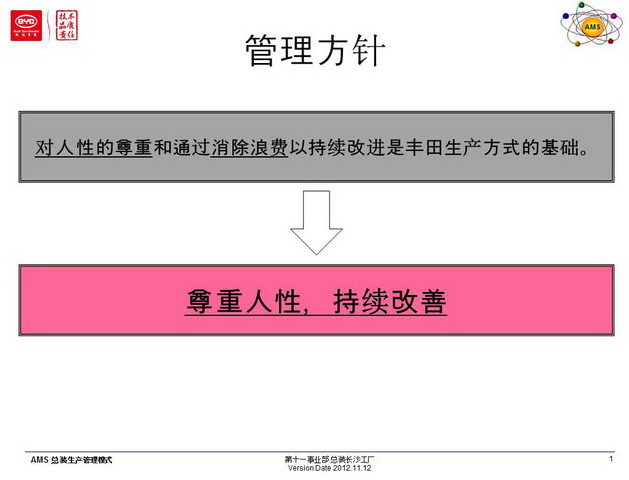 BYD
技术
品质
责任
AMS
管理方针
对人性的尊重和通过消除浪费以持续改进是丰田生产方式的基础。
尊重人性，持续改善
AMS 总装生产管理模式
第十一事业部总装长沙工厂
Version Date 2012.11.12
1